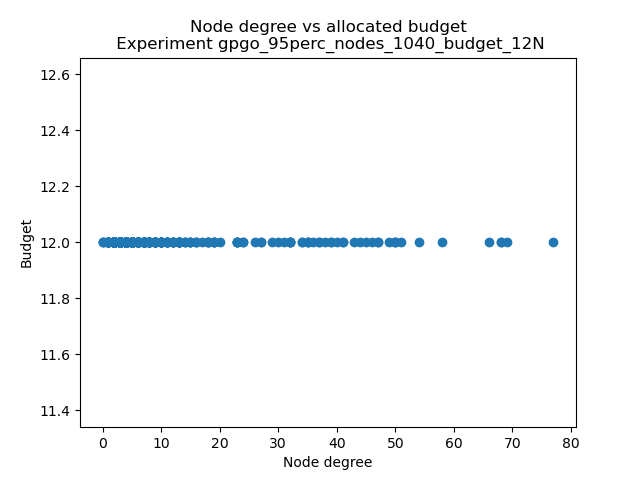 Node degree vs allocated budget
Experiment gpgo_95perc_nodes_1040_budget_12N
12.6
12.4
12.2
12.0
11.8
11.6
11.4
Budget
0 10 20 30 40 50 60 70 80
Node degree